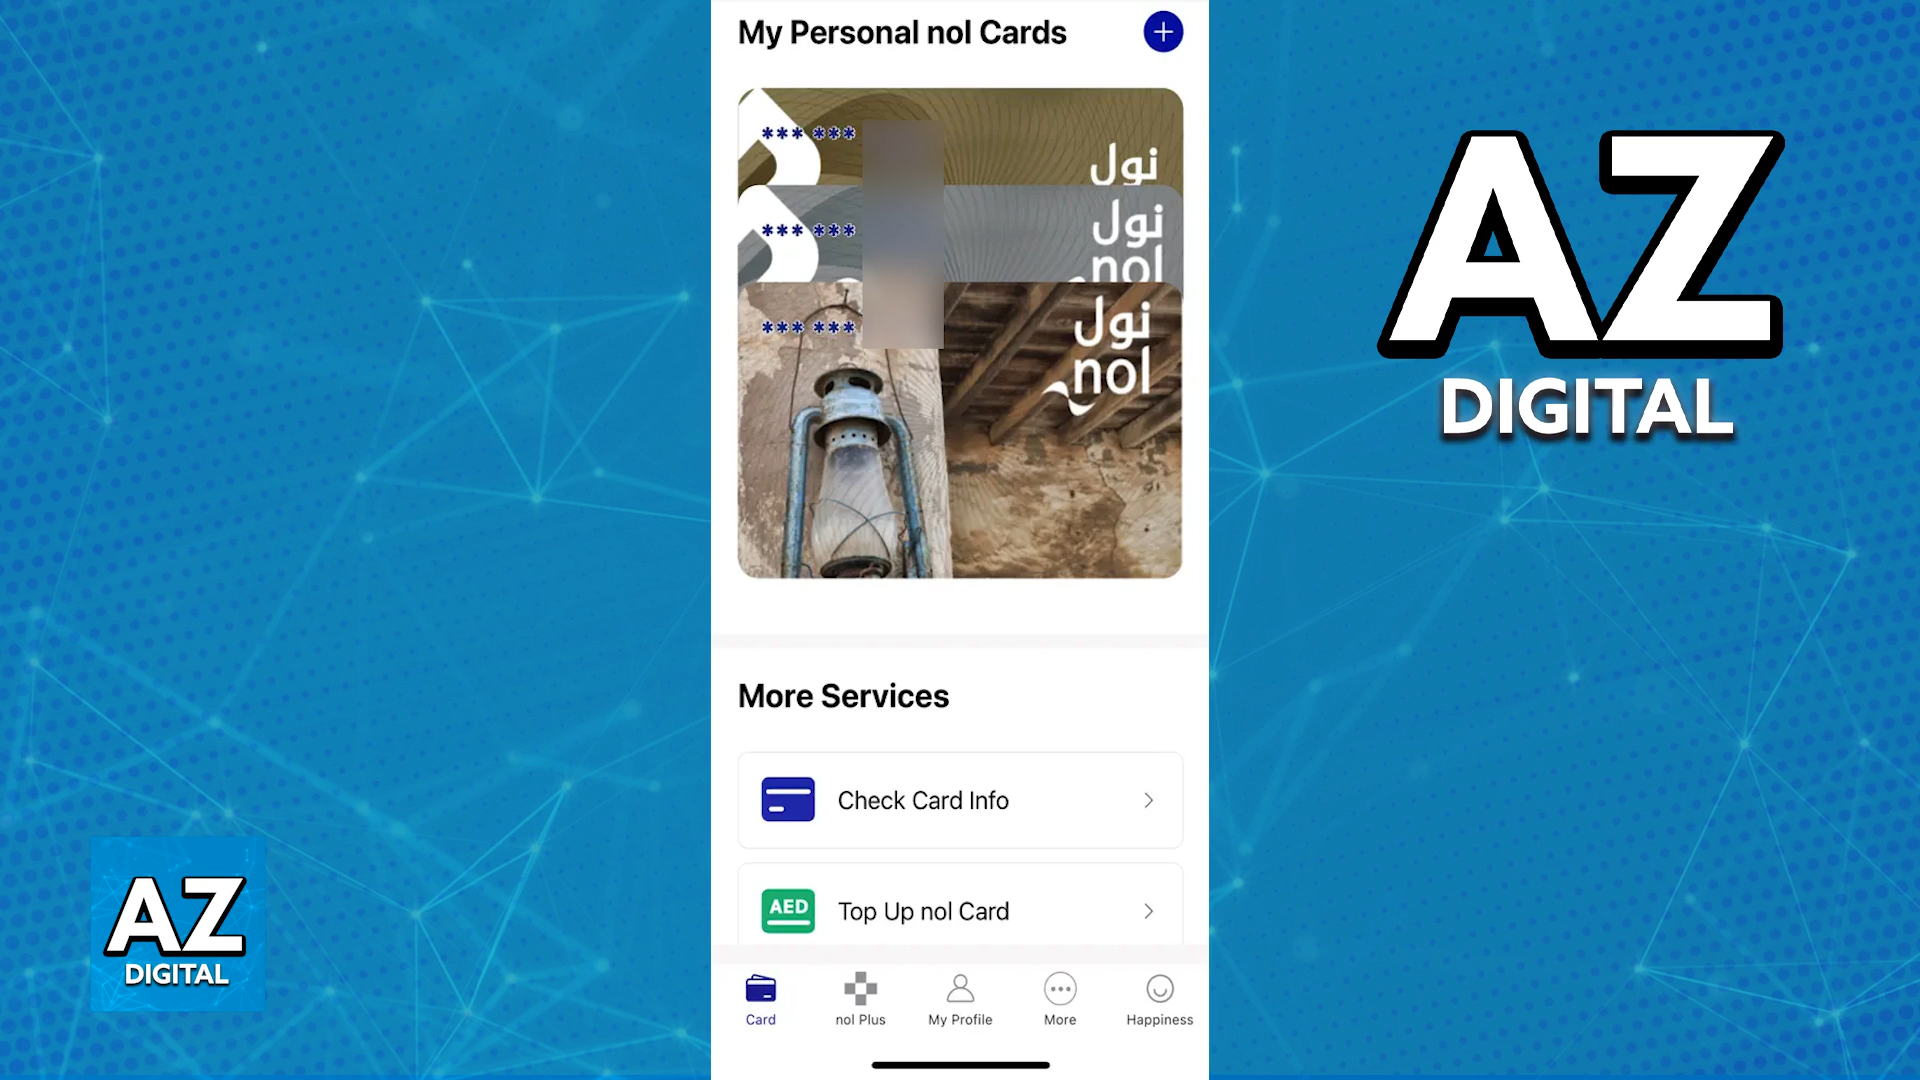 My Personal nol Cards
*** ***
نول
*** ***
نول
nol
*** ***
نول
nol
More Services
Check Card Info
AED
Top Up nol Card
Card
nol Plus
My Profile
More
Happiness
AZ
DIGITAL
AZ
DIGITAL